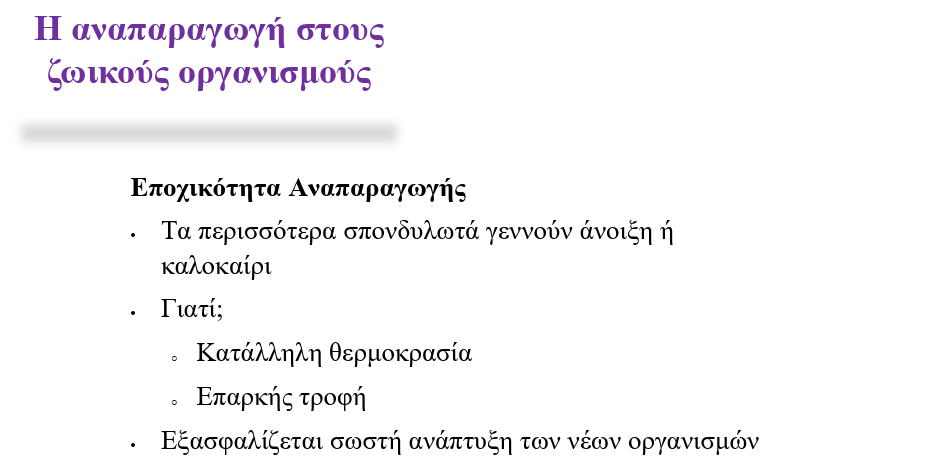 Η αναπαραγωγή στους
ζωικούς οργανισμούς
Εποχικότητα Αναπαραγωγής
• Τα περισσότερα σπονδυλωτά γεννούν άνοιξη ή
καλοκαίρι
• Γιατί;
○ Κατάλληλη θερμοκρασία
○ Επαρκής τροφή
• Εξασφαλίζεται σωστή ανάπτυξη των νέων οργανισμών